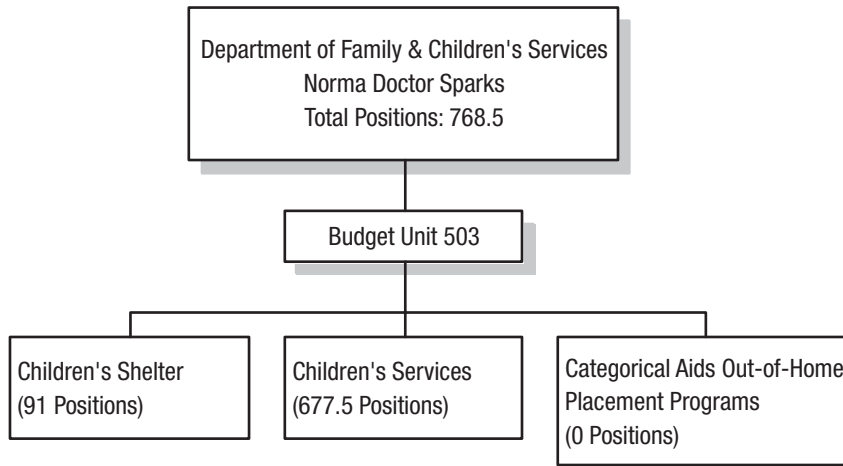 Department of Family & Children's Services
Norma Doctor Sparks
Total Positions: 768.5
Budget Unit 503
Children's Shelter
(91 Positions)
Children's Services
(677.5 Positions)
Categorical Aids Out-of-Home
Placement Programs
(0 Positions)